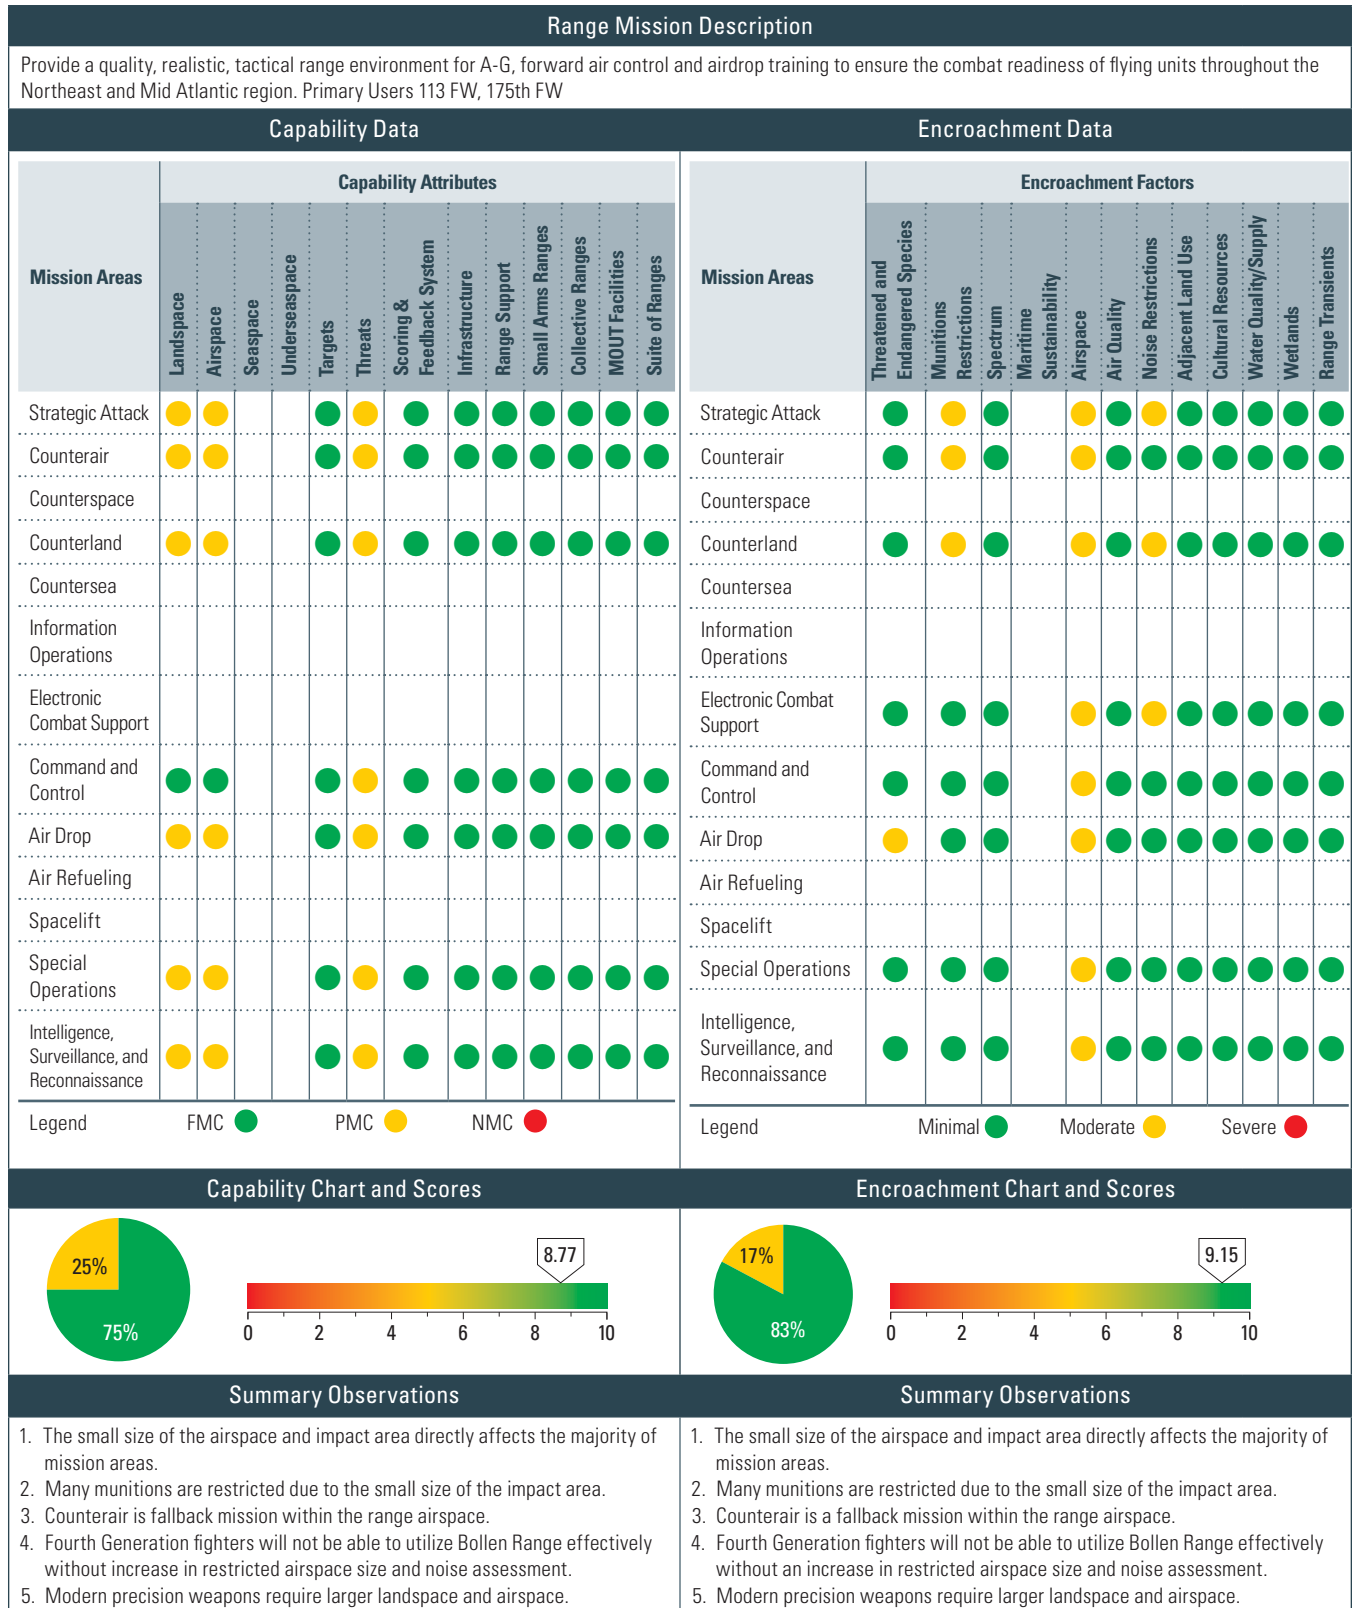 Range Mission Description
Provide a quality, realistic, tactical range environment for A-G, forward air control and airdrop training to ensure the combat readiness of flying units throughout the
Northeast and Mid Atlantic region. Primary Users 113 FW, 175th FW
Capability Data
Mission Areas
Capability Attributes
Landspace
Airspace
Seaspace
Underseaspace
Targets
Threats
Scoring &
Feedback System
Infrastructure
Range Support
Small Arms Ranges
Collective Ranges
MOUT Facilities
Suite of Ranges
Strategic Attack
Counterair
Counterspace
Counterland
Countersea
Information
Operations
Electronic
Combat Support
Command and
Control
Air Drop
Air Refueling
Spacelift
Special
Operations
Intelligence,
Surveillance, and
Reconnaissance
Legend FMC PMC NMC
Encroachment Data
Mission Areas
Encroachment Factors
Threatened and
Endangered Species
Munitions
Restrictions
Spectrum
Maritime
Sustainability
Airspace
Air Quality
Noise Restrictions
Adjacent Land Use
Cultural Resources
Water Quality/Supply
Wetlands
Range Transients
Strategic Attack
Counterair
Counterspace
Counterland
Countersea
Information
Operations
Electronic Combat
Support
Command and
Control
Air Drop
Air Refueling
Spacelift
Special Operations
Intelligence,
Surveillance, and
Reconnaissance
Legend Minimal Moderate Severe
Capability Chart and Scores
25%
75%
8.77
0 2 4 6 8 10
Encroachment Chart and Scores
17%
83%
9.15
0 2 4 6 8 10
Summary Observations
1. The small size of the airspace and impact area directly affects the majority of
mission areas.
2. Many munitions are restricted due to the small size of the impact area.
3. Counterair is fallback mission within the range airspace.
4. Fourth Generation fighters will not be able to utilize Bollen Range effectively
without increase in restricted airspace size and noise assessment.
5. Modern precision weapons require larger landspace and airspace.
Summary Observations
1. The small size of the airspace and impact area directly affects the majority of
mission areas.
2. Many munitions are restricted due to the small size of the impact area.
3. Counterair is a fallback mission within the range airspace.
4. Fourth Generation fighters will not be able to utilize Bollen Range effectively
without an increase in restricted airspace size and noise assessment.
5. Modern precision weapons require larger landspace and airspace.